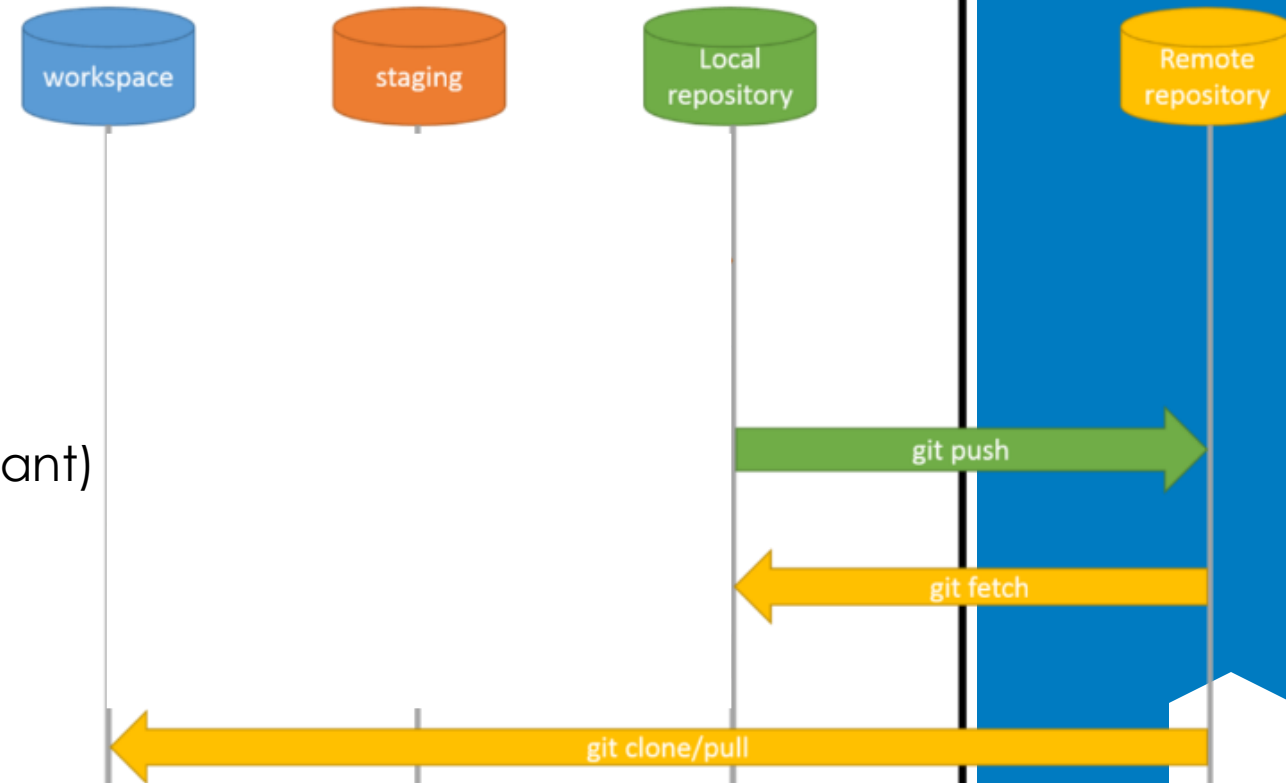 workspace
staging
Local
repository
Remote
repository
git push
ant)
git fetch
git clone/pull